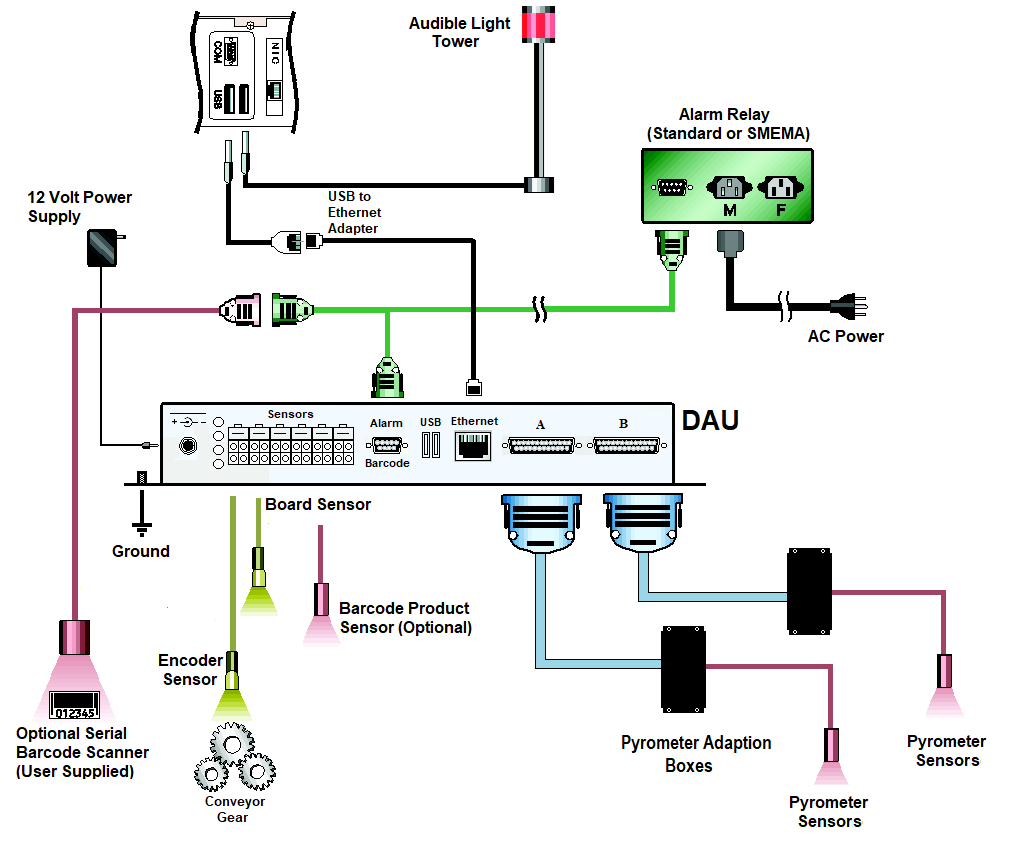 Audible Light
Tower
COM
NIC
USB
Alarm Relay
(Standard or SMEMA)
M
F
12 Volt Power
Supply
USB to
Ethernet
Adapter
AC Power
Sensors
Alarm
USB
Ethernet
A
B
DAU
+
-
Barcode
Board Sensor
Ground
Barcode Product
Sensor (Optional)
Encoder
Sensor
012345
Optional Serial
Barcode Scanner
(User Supplied)
Conveyor
Gear
Pyrometer Adaption
Boxes
Pyrometer
Sensors
Pyrometer
Sensors